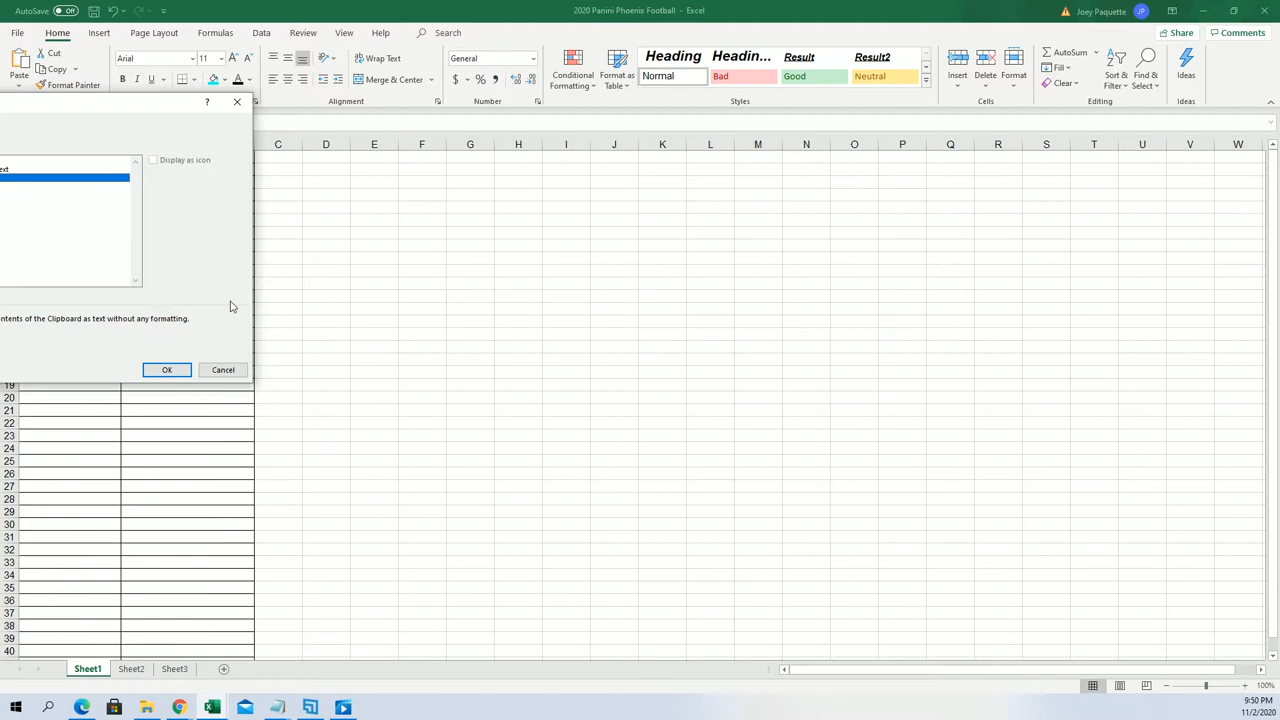 AutoSave Off 2020 Panini Phoenix Football - Excel Joey Paquette JP
File Home Insert Page Layout Formulas Data Review View Help Search Share Comments
Paste Cut Copy Format Painter
Arial 11 A A
B I U A
Wrap Text
Merge & Center
Alignment
General
$ % 9
Number
Conditional Formatting Format as Table
Heading Headin... Result Result2
Normal Bad Good Neutral
Styles
Insert Delete Format
Cells
AutoSum
Fill
Clear
Sort & Filter Find & Select
Editing
Ideas
Ideas
? 
C D E F G H I J K L M N O P Q R S T U V W
Display as icon
ext
ntents of the Clipboard as text without any formatting.
OK Cancel
19
20
21
22
23
24
25
26
27
28
29
30
31
32
33
34
35
36
37
38
39
40
Sheet1 Sheet2 Sheet3
100%
9:50 PM
11/2/2020